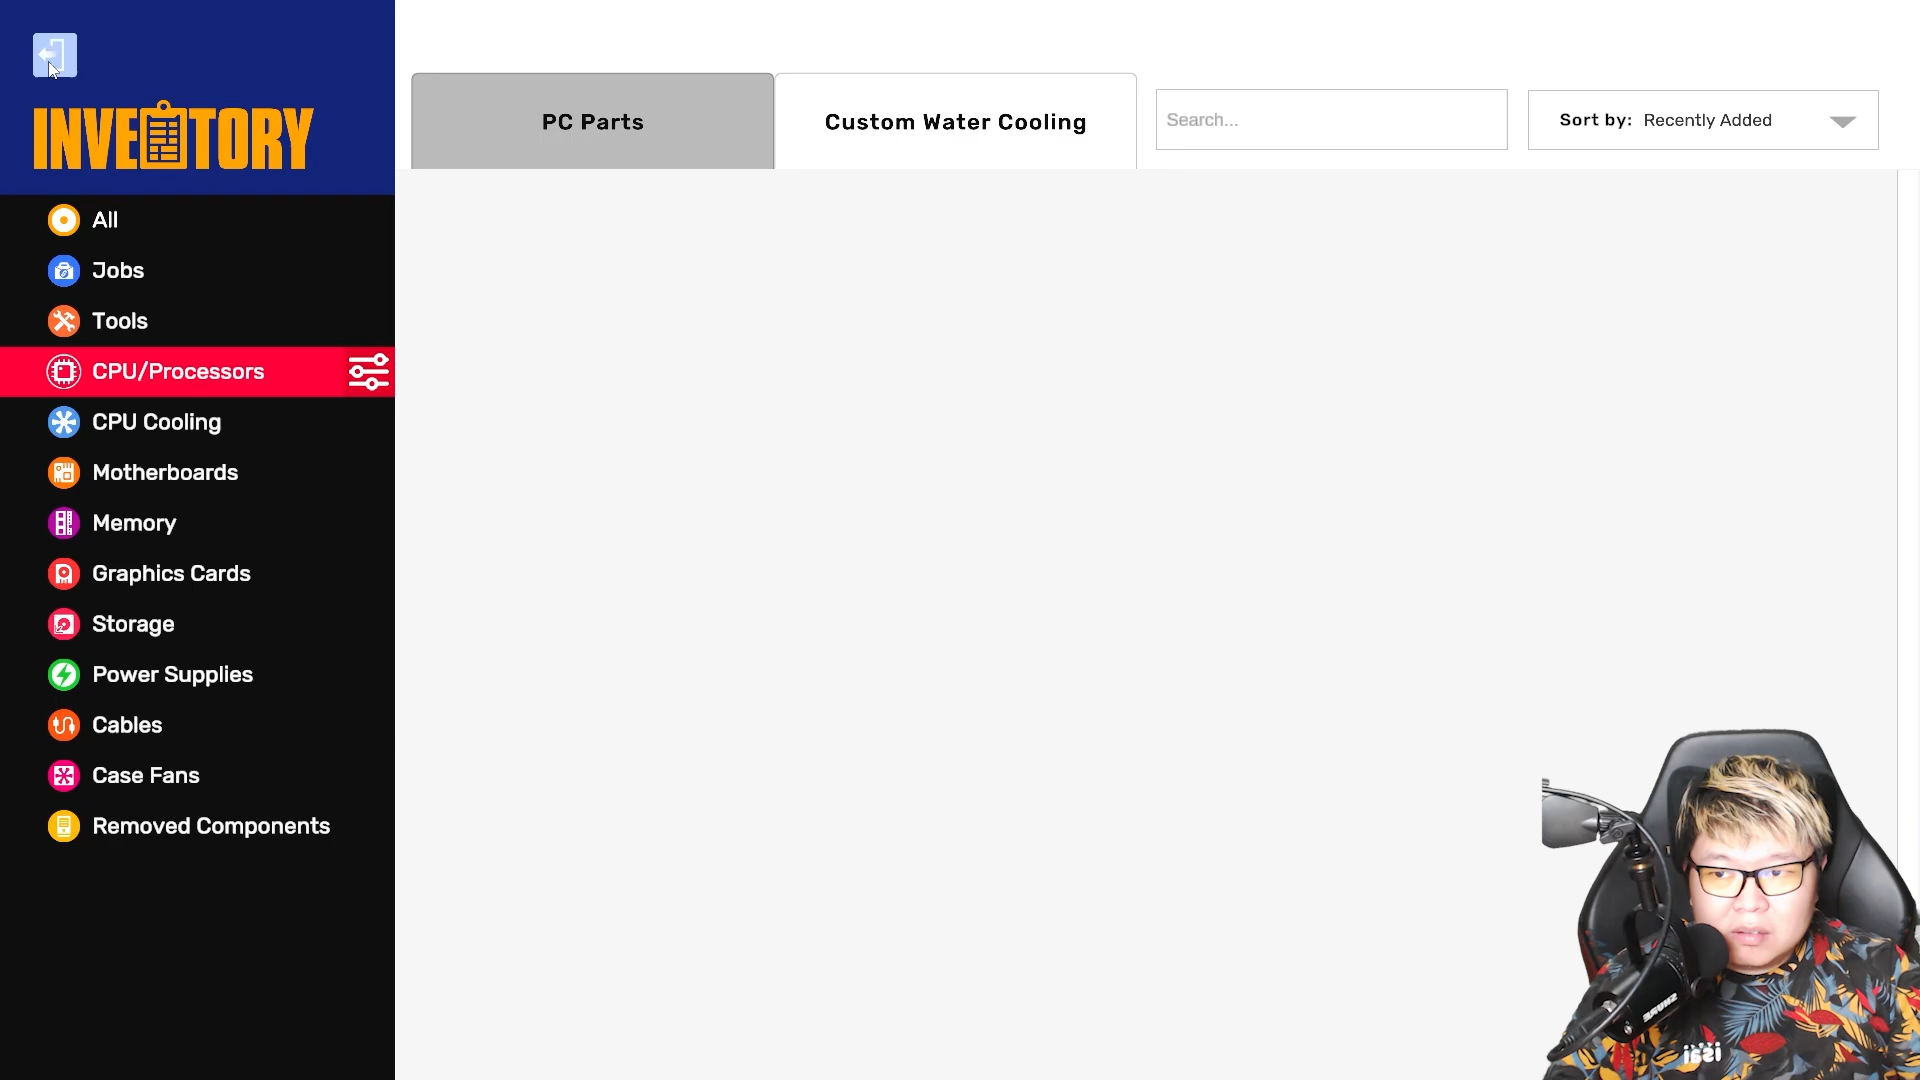 INVENTORY
PC Parts
Custom Water Cooling
Search...
Sort by: Recently Added
All
Jobs
Tools
CPU/Processors
CPU Cooling
Motherboards
Memory
Graphics Cards
Storage
Power Supplies
Cables
Case Fans
Removed Components